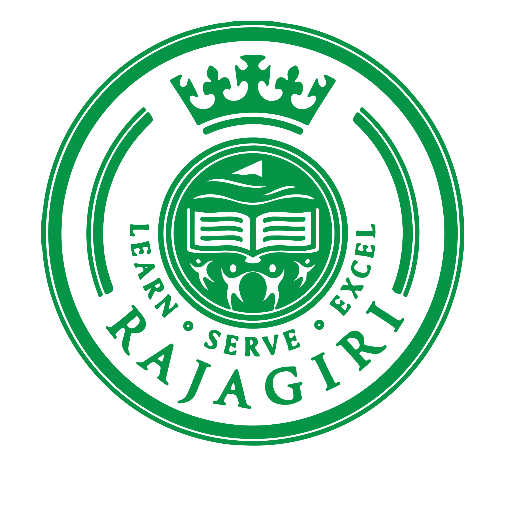 LEARN ∘ SERVE ∘ EXCEL
RAJAGIRI